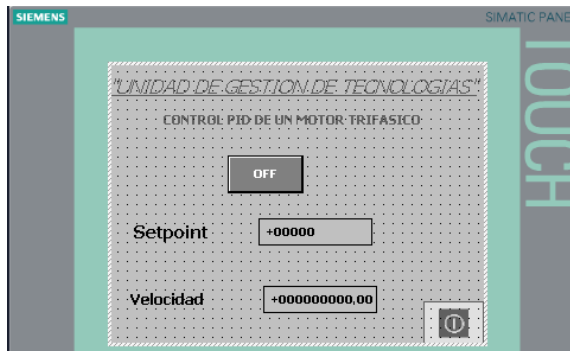 SIEMENS
SIMATIC PANE
TOUCH
"UNIDAD DE GESTION DE TECNOLOGIAS"
CONTROL PID DE UN MOTOR TRIFASICO
OFF
Setpoint +00000
Velocidad +000000000,00